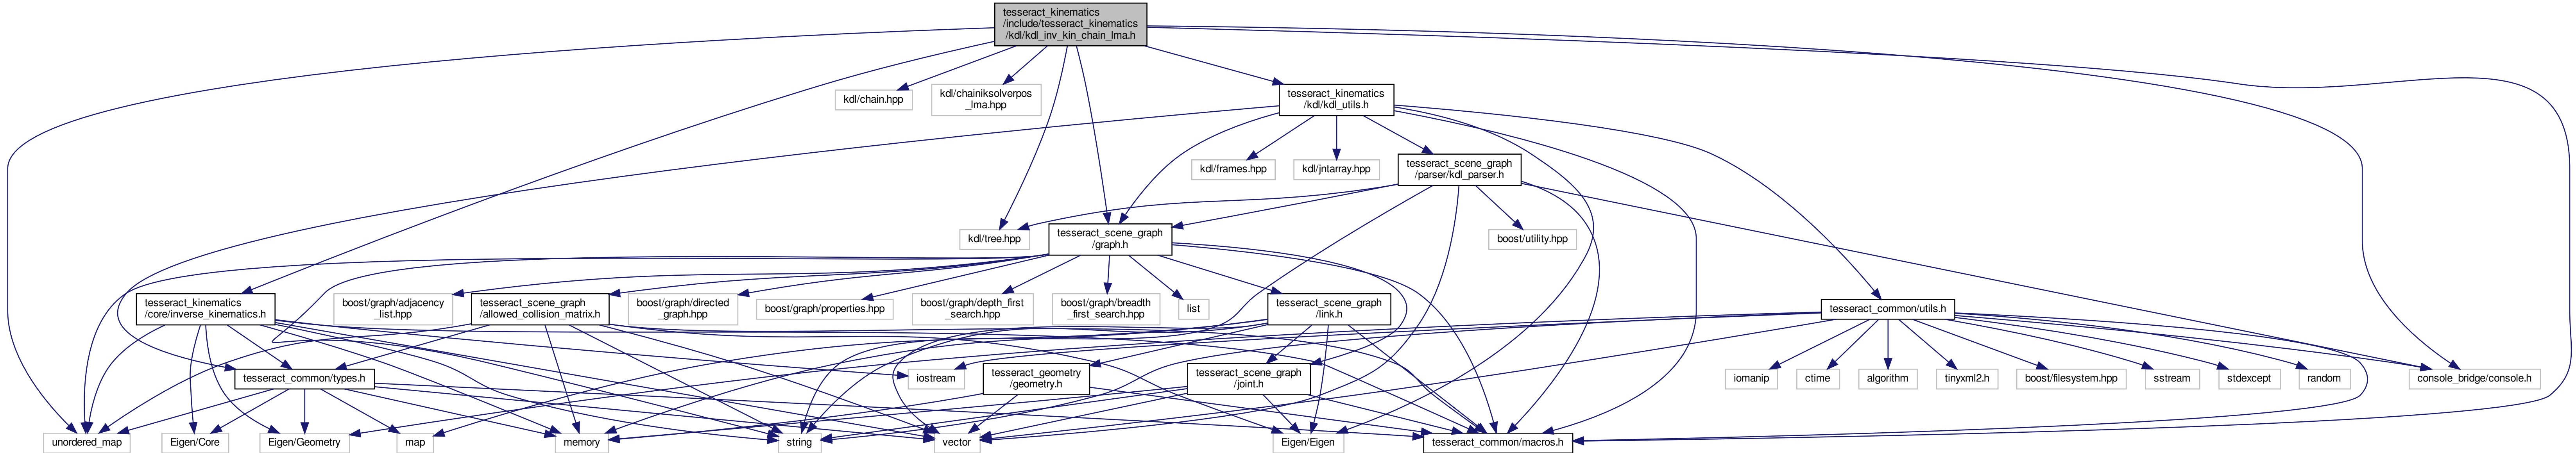 tesseract_kinematics
/include/tesseract_kinematics
/kdl/kdl_inv_kin_chain_lma.h
kdl/chain.hpp
kdl/chainiksolverpos
_lma.hpp
tesseract_kinematics
/kdl/kdl_utils.h
kdl/frames.hpp
kdl/jntarray.hpp
tesseract_scene_graph
/parser/kdl_parser.h
kdl/tree.hpp
tesseract_scene_graph
/graph.h
boost/utility.hpp
tesseract_kinematics
/core/inverse_kinematics.h
boost/graph/adjacency
_list.hpp
tesseract_scene_graph
/allowed_collision_matrix.h
boost/graph/directed
_graph.hpp
boost/graph/properties.hpp
boost/graph/depth_first
_search.hpp
boost/graph/breadth
_first_search.hpp
list
tesseract_scene_graph
/link.h
tesseract_common/utils.h
tesseract_common/types.h
iostream
tesseract_geometry
/geometry.h
tesseract_scene_graph
/joint.h
iomanip
ctime
algorithm
tinyxml2.h
boost/filesystem.hpp
sstream
stdexcept
random
console_bridge/console.h
unordered_map
Eigen/Core
Eigen/Geometry
map
memory
string
vector
Eigen/Eigen
tesseract_common/macros.h